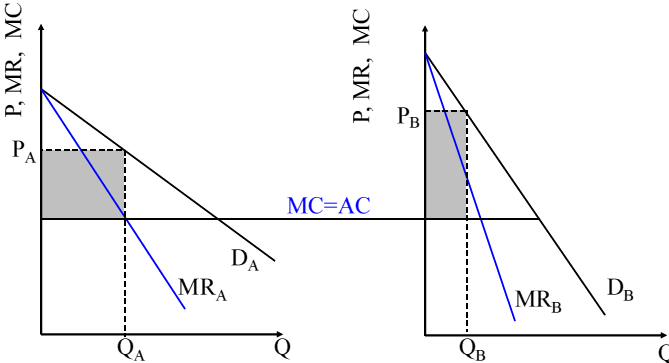 P, MR, MC
P_A
D_A
MR_A
Q_A
Q
MC=AC
P, MR, MC
P_B
D_B
MR_B
Q_B
Q